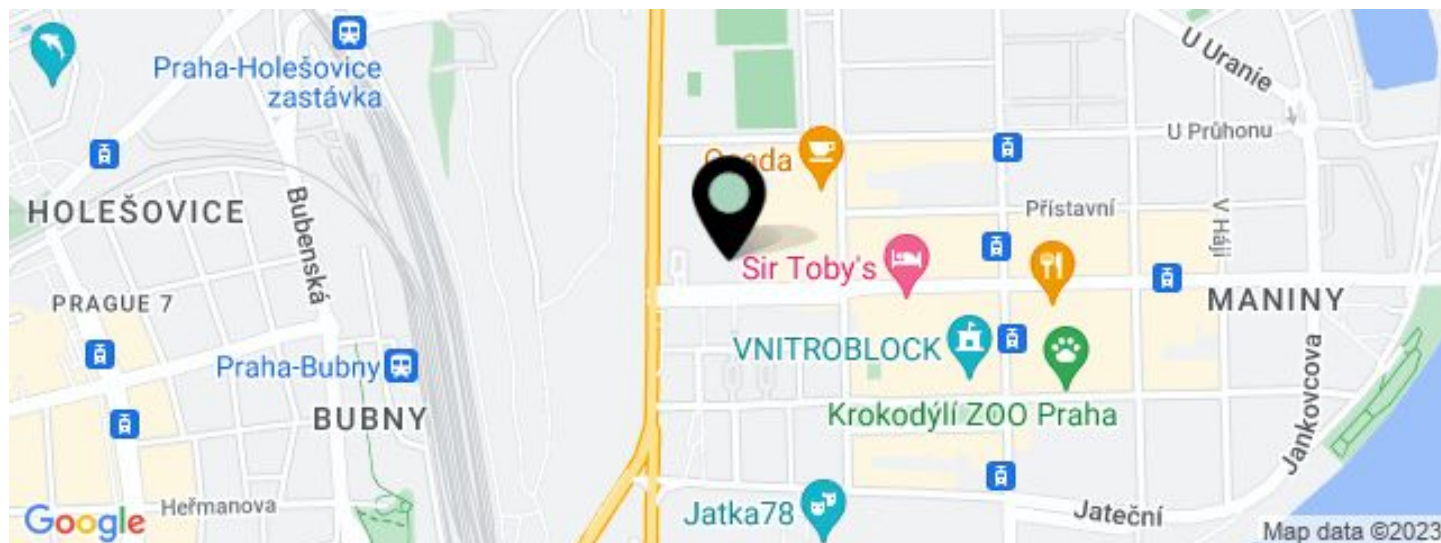 Praha-Holešovice
zastávka
U Uranie
U Průhonu
HOLEŠOVICE
Bubenská
Přístavní
V Háji
Sir Toby's
PRAGUE 7
MANINY
VNITROBLOCK
Praha-Bubny
BUBNY
Krokodýlí ZOO Praha
Jankovcova
Heřmanova
Jatka78
Jateční
Google
Map data ©2023